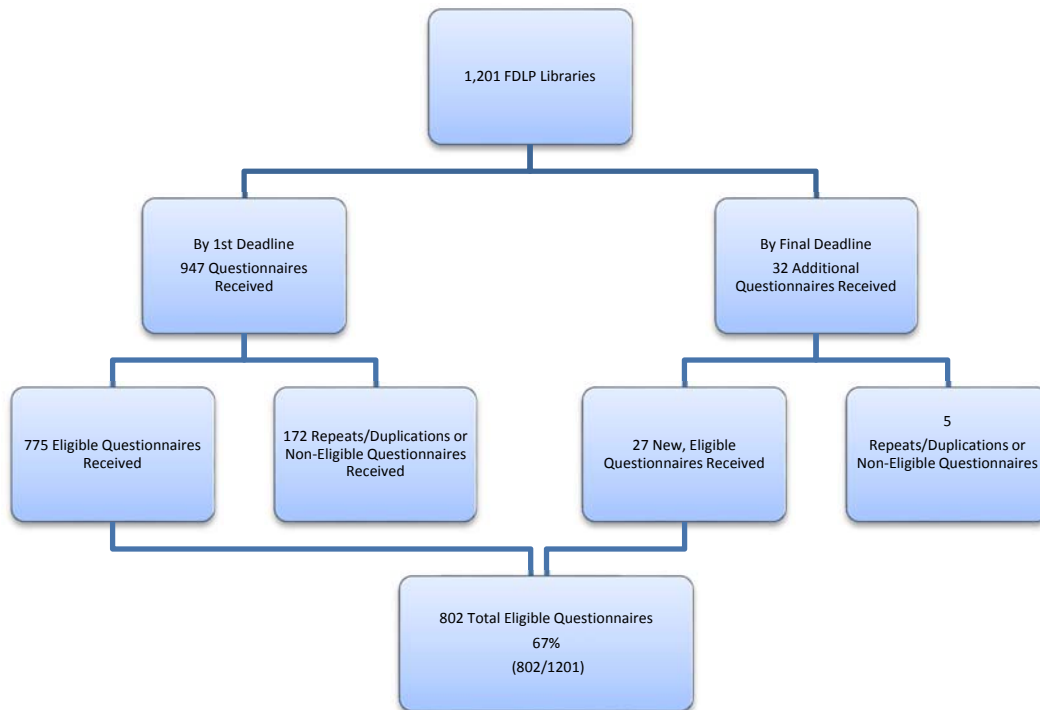 1,201 FDLP Libraries
By 1st Deadline
947 Questionnaires
Received
By Final Deadline
32 Additional
Questionnaires Received
775 Eligible Questionnaires
Received
172 Repeats/Duplications or
Non-Eligible Questionnaires
Received
27 New, Eligible
Questionnaires Received
5
Repeats/Duplications or
Non-Eligible Questionnaires
802 Total Eligible Questionnaires
67%
(802/1201)